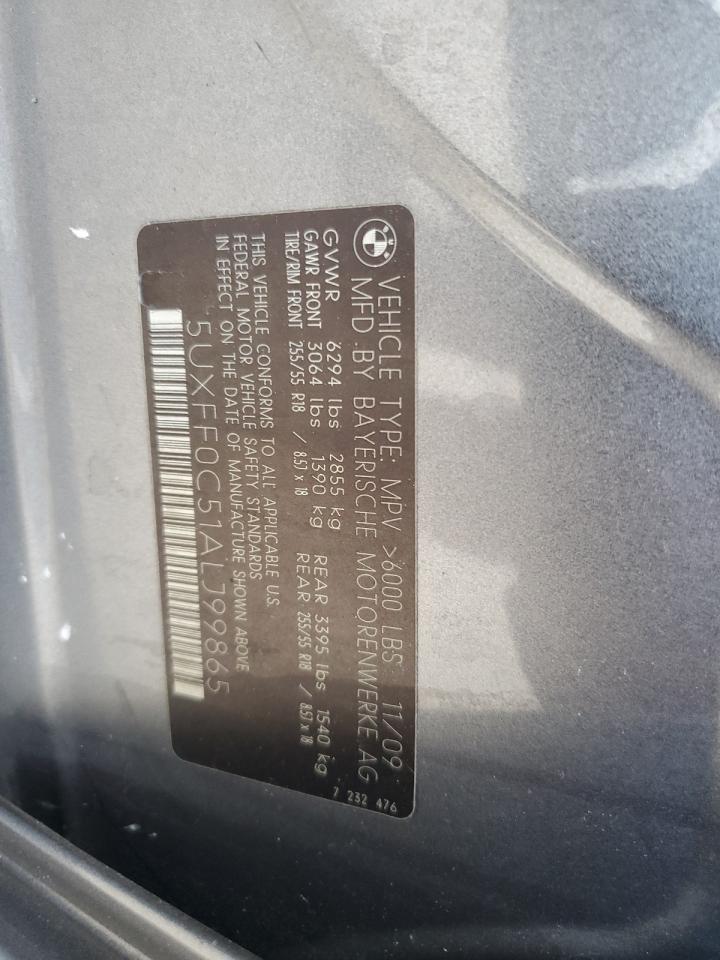 VEHICLE TYPE: MPV >6000 LBS 11/09
MFD.BY BAYERISCHE MOTORENWERKE AG
GVWR 6294 lbs 2855 kg
GAWR FRONT 3064 lbs 1390 kg REAR 3395 lbs 1540 kg
TIRE/RIM FRONT 255/55 R18 / 8.5J x 18 REAR 255/55 R18 / 8.5J x 18
7 232 476
THIS VEHICLE CONFORMS TO ALL APPLICABLE U.S.
FEDERAL MOTOR VEHICLE SAFETY STANDARDS
IN EFFECT ON THE DATE OF MANUFACTURE SHOWN ABOVE
5UXFF0C51ALJ99865